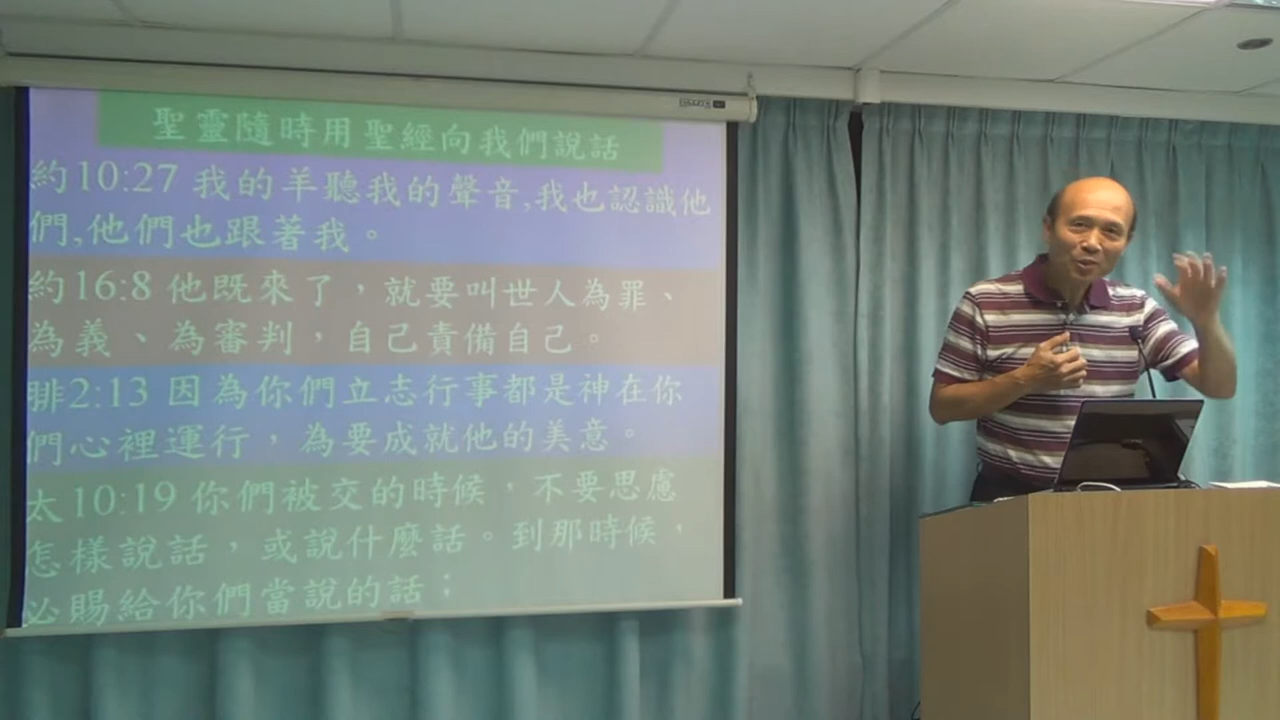 聖靈隨時用聖經向我們說話
約10:27 我的羊聽我的聲音,我也認識他
們,他們也跟著我。
約16:8 他既來了，就要叫世人為罪、
為義、為審判，自己責備自己。
腓2:13 因為你們立志行事都是神在你
們心裡運行，為要成就他的美意。
太10:19 你們被交的時候，不要思慮
怎樣說話，或說什麼話。到那時候，
必賜給你們當說的話；